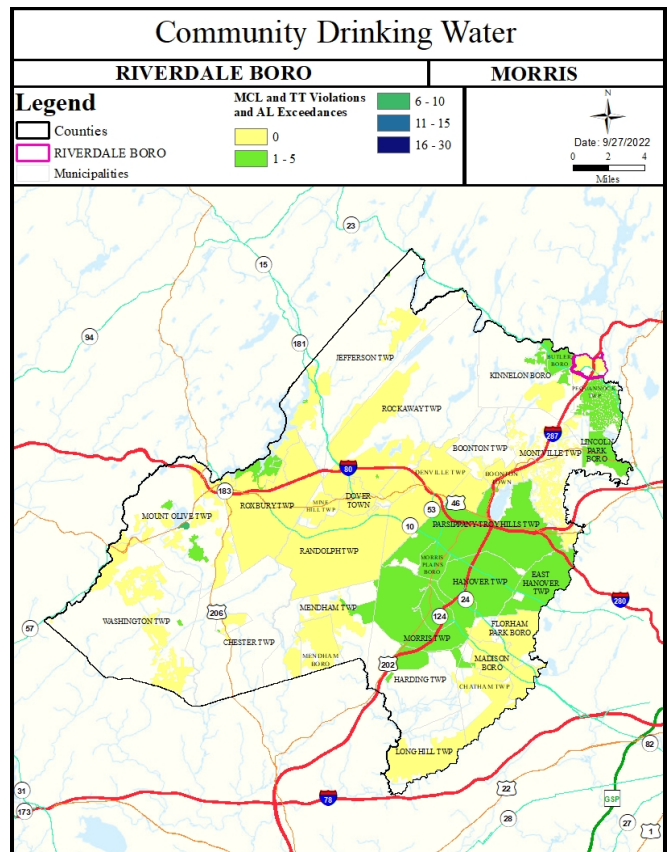 Community Drinking Water
RIVERDALE BORO
MORRIS
Legend
Counties
RIVERDALE BORO
Municipalities
MCL and TT Violations
and AL Exceedances
0
1 - 5
6 - 10
11 - 15
16 - 30
N
Date: 9/27/2022
0 2 4
Miles
23
15
94
181
JEFFERSON TWP
BUTLER
BORO
KINNELON BORO
PEQUANNOCK
TWP
ROCKAWAY TWP
287
LINCOLN
PARK
BORO
BOONTON TWP
MONTVILLE TWP
80
DENVILLE TWP
BOONTON
TOWN
183
MINE
HILL TWP
DOVER
TOWN
53
46
ROXBURY TWP
MOUNT OLIVE TWP
10
PARSIPPANY-TROY HILLS TWP
RANDOLPH TWP
MORRIS
PLAINS
BORO
HANOVER TWP
EAST
HANOVER
TWP
280
24
MENDHAM TWP
206
124
57
WASHINGTON TWP
CHESTER TWP
FLORHAM
PARK BORO
MORRIS TWP
MENDHAM
BORO
202
MADISON
BORO
HARDING TWP
CHATHAM TWP
82
LONG HILL TWP
31
78
22
173
GSP
28
27
1